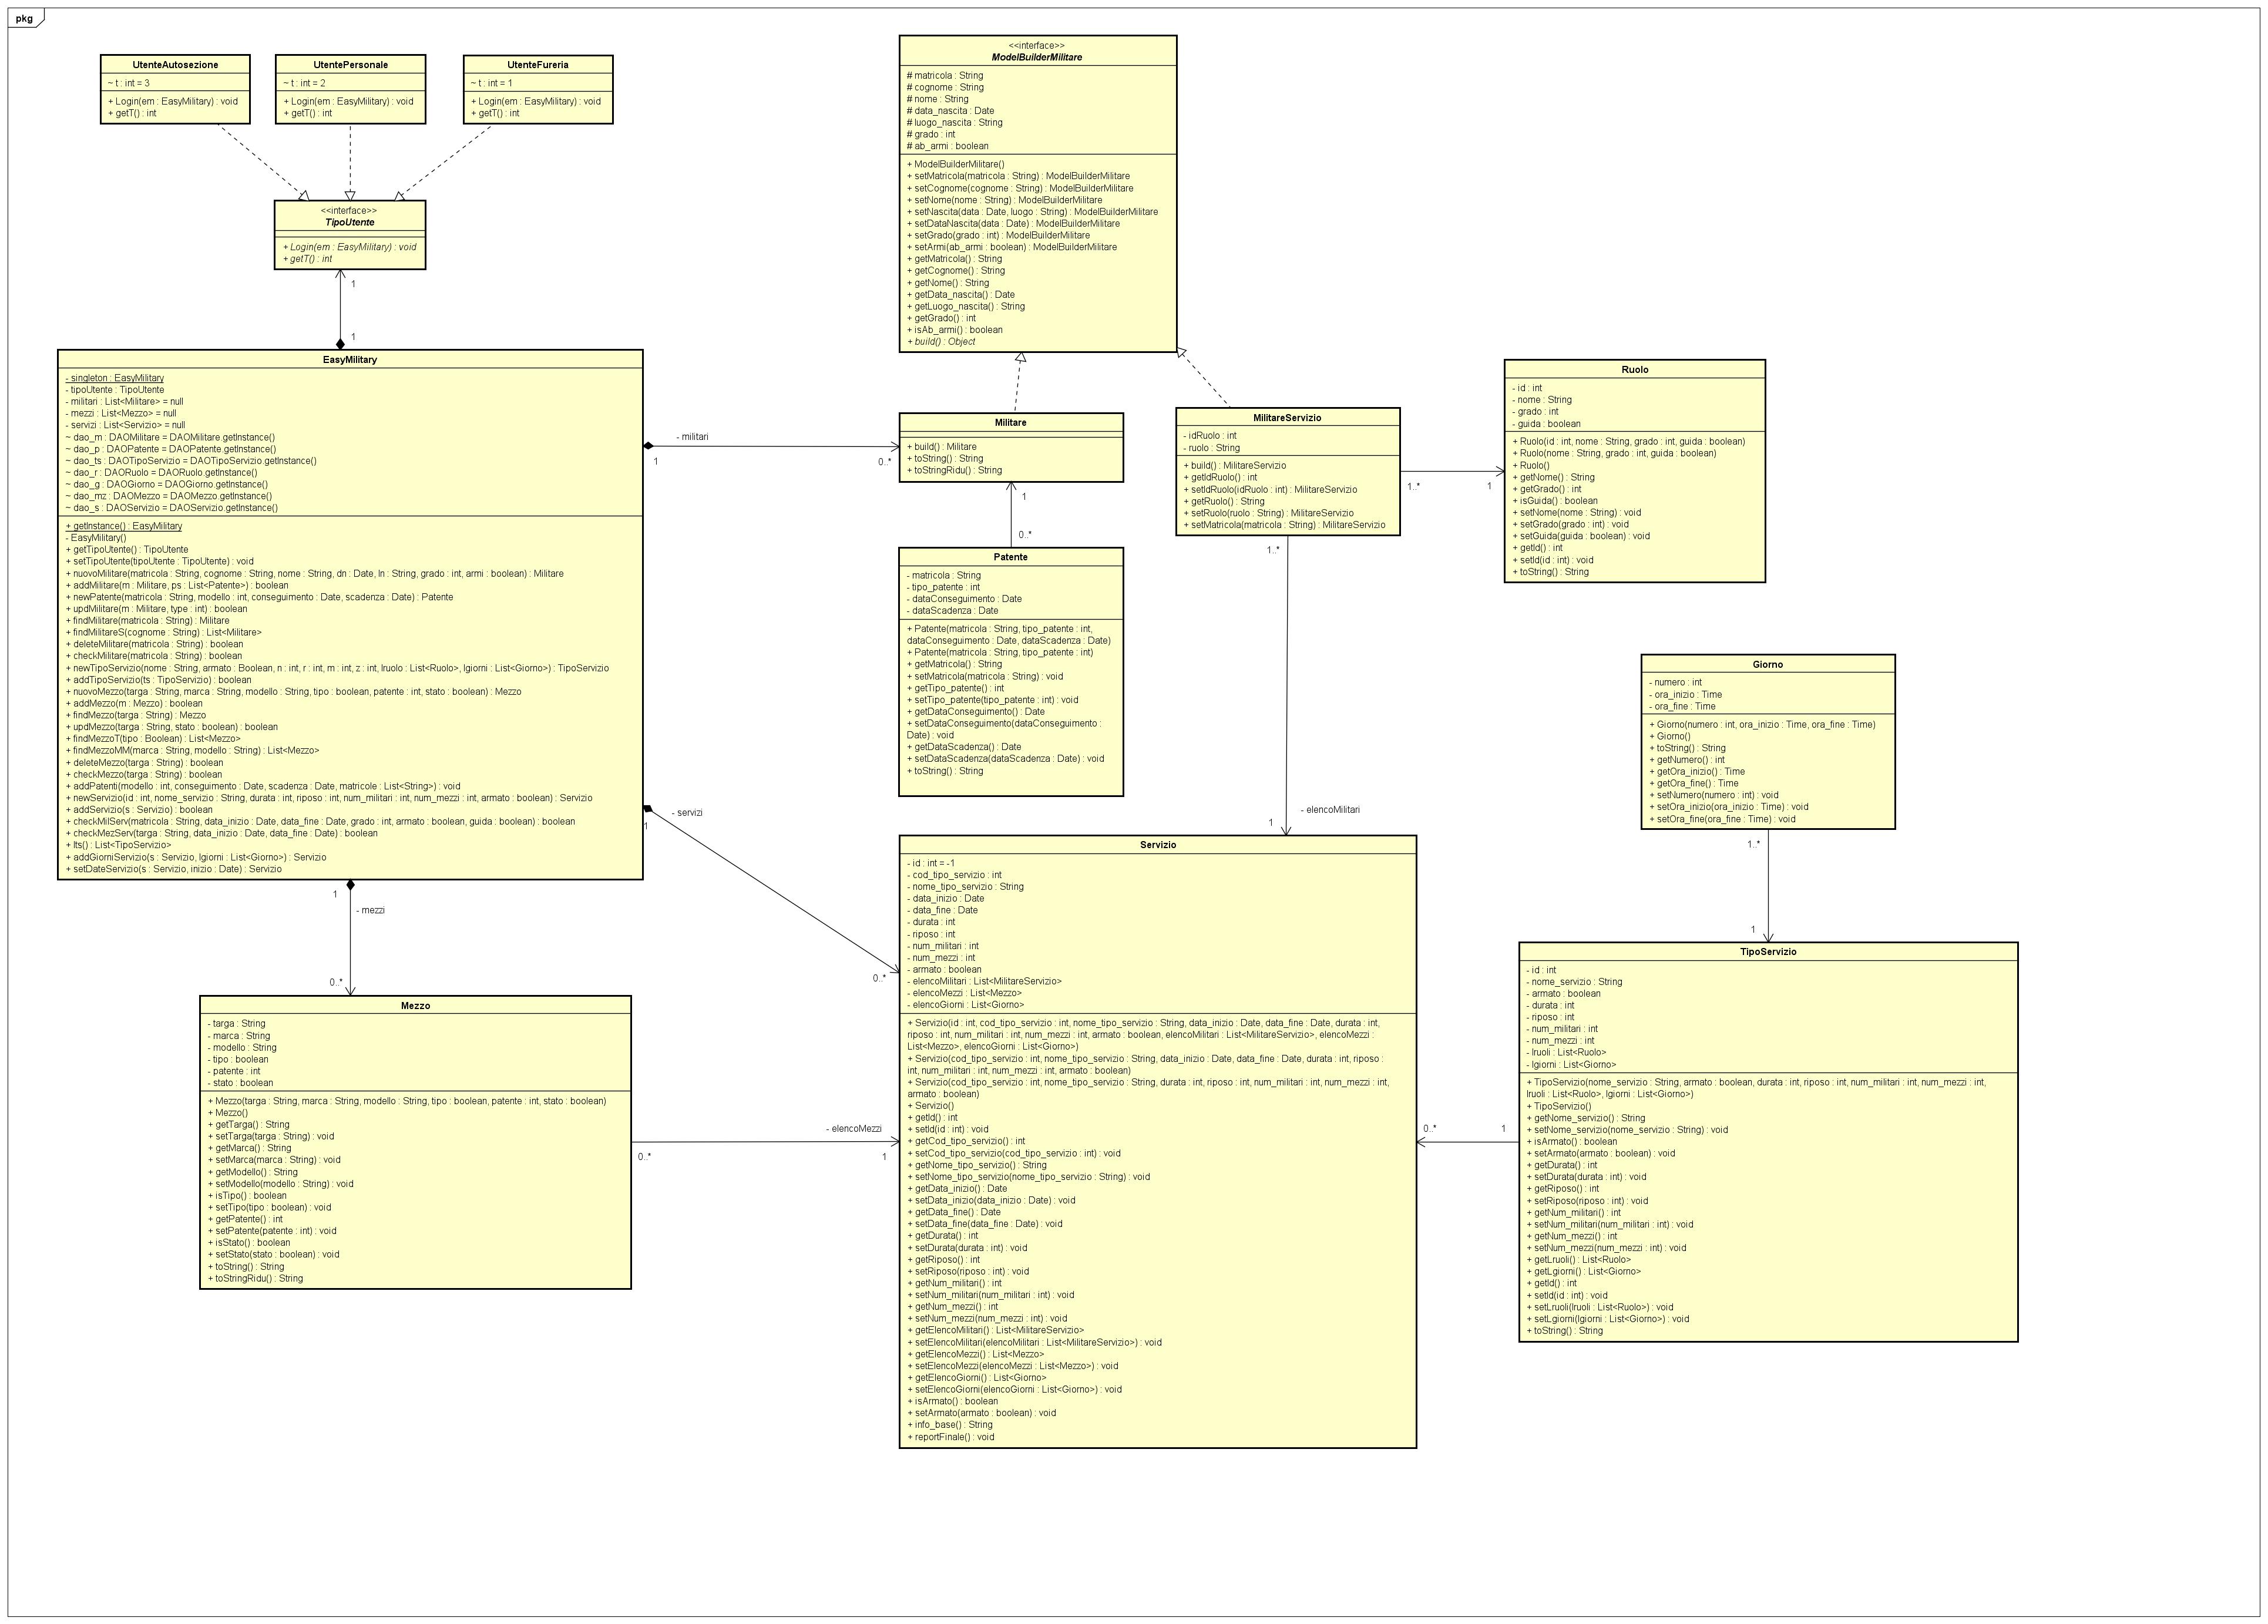 pkg
UtenteAutosezione
~ t : int = 3
+ Login(em : EasyMilitary) : void
+ getT() : int
UtentePersonale
~ t : int = 2
+ Login(em : EasyMilitary) : void
+ getT() : int
UtenteFureria
~ t : int = 1
+ Login(em : EasyMilitary) : void
+ getT() : int
<<interface>>
TipoUtente
+ Login(em : EasyMilitary) : void
+ getT() : int
1
1
EasyMilitary
- singleton : EasyMilitary
- tipoUtente : TipoUtente
- militari : List<Militare> = null
- mezzi : List<Mezzo> = null
- servizi : List<Servizio> = null
~ dao_m : DAOMilitare = DAOMilitare.getInstance()
~ dao_p : DAOPatente = DAOPatente.getInstance()
~ dao_ts : DAOTipoServizio = DAOTipoServizio.getInstance()
~ dao_r : DAORuolo = DAORuolo.getInstance()
~ dao_g : DAOGiorno = DAOGiorno.getInstance()
~ dao_mz : DAOMezzo = DAOMezzo.getInstance()
~ dao_s : DAOServizio = DAOServizio.getInstance()
+ getInstance() : EasyMilitary
- EasyMilitary()
+ getTipoUtente() : TipoUtente
+ setTipoUtente(tipoUtente : TipoUtente) : void
+ nuovoMilitare(matricola : String, cognome : String, nome : String, dn : Date, ln : String, grado : int, armi : boolean) : Militare
+ addMilitare(m : Militare, ps : List<Patente>) : boolean
+ newPatente(matricola : String, modello : int, conseguimento : Date, scadenza : Date) : Patente
+ updMilitare(m : Militare, type : int) : boolean
+ findMilitare(matricola : String) : Militare
+ findMilitareS(cognome : String) : List<Militare>
+ deleteMilitare(matricola : String) : boolean
+ checkMilitare(matricola : String) : boolean
+ newTipoServizio(nome : String, armato : Boolean, n : int, r : int, m : int, z : int, lruolo : List<Ruolo>, lgiorni : List<Giorno>) : TipoServizio
+ addTipoServizio(ts : TipoServizio) : boolean
+ nuovoMezzo(targa : String, marca : String, modello : String, tipo : boolean, patente : int, stato : boolean) : Mezzo
+ addMezzo(m : Mezzo) : boolean
+ findMezzo(targa : String) : Mezzo
+ updMezzo(targa : String, stato : boolean) : boolean
+ findMezzoT(tipo : Boolean) : List<Mezzo>
+ findMezzoMM(marca : String, modello : String) : List<Mezzo>
+ deleteMezzo(targa : String) : boolean
+ checkMezzo(targa : String) : boolean
+ addPatenti(modello : int, conseguimento : Date, scadenza : Date, matricole : List<String>) : void
+ newServizio(id : int, nome_servizio : String, durata : int, riposo : int, num_militari : int, num_mezzi : int, armato : boolean) : Servizio
+ addServizio(s : Servizio) : boolean
+ checkMilServ(matricola : String, data_inizio : Date, data_fine : Date, grado : int, armato : boolean, guida : boolean) : boolean
+ checkMezServ(targa : String, data_inizio : Date, data_fine : Date) : boolean
+ lts() : List<TipoServizio>
+ addGiorniServizio(s : Servizio, lgiorni : List<Giorno>) : Servizio
+ setDateServizio(s : Servizio, inizio : Date) : Servizio
- militari
1
0..*
- servizi
1
0..*
1
- mezzi
0..*
<<interface>>
ModelBuilderMilitare
# matricola : String
# cognome : String
# nome : String
# data_nascita : Date
# luogo_nascita : String
# grado : int
# ab_armi : boolean
+ ModelBuilderMilitare()
+ setMatricola(matricola : String) : ModelBuilderMilitare
+ setCognome(cognome : String) : ModelBuilderMilitare
+ setNome(nome : String) : ModelBuilderMilitare
+ setNascita(data : Date, luogo : String) : ModelBuilderMilitare
+ setDataNascita(data : Date) : ModelBuilderMilitare
+ setGrado(grado : int) : ModelBuilderMilitare
+ setArmi(ab_armi : boolean) : ModelBuilderMilitare
+ getMatricola() : String
+ getCognome() : String
+ getNome() : String
+ getData_nascita() : Date
+ getLuogo_nascita() : String
+ getGrado() : int
+ isAb_armi() : boolean
+ build() : Object
Militare
+ build() : Militare
+ toString() : String
+ toStringRidu() : String
1
0..*
Patente
- matricola : String
- tipo_patente : int
- dataConseguimento : Date
- dataScadenza : Date
+ Patente(matricola : String, tipo_patente : int,
dataConseguimento : Date, dataScadenza : Date)
+ Patente(matricola : String, tipo_patente : int)
+ getMatricola() : String
+ setMatricola(matricola : String) : void
+ getTipo_patente() : int
+ setTipo_patente(tipo_patente : int) : void
+ getDataConseguimento() : Date
+ setDataConseguimento(dataConseguimento :
Date) : void
+ getDataScadenza() : Date
+ setDataScadenza(dataScadenza : Date) : void
+ toString() : String
MilitareServizio
- idRuolo : int
- ruolo : String
+ build() : MilitareServizio
+ getIdRuolo() : int
+ setIdRuolo(idRuolo : int) : MilitareServizio
+ getRuolo() : String
+ setRuolo(ruolo : String) : MilitareServizio
+ setMatricola(matricola : String) : MilitareServizio
1..*
1
1..*
- elencoMilitari
1
Ruolo
- id : int
- nome : String
- grado : int
- guida : boolean
+ Ruolo(id : int, nome : String, grado : int, guida : boolean)
+ Ruolo(nome : String, grado : int, guida : boolean)
+ Ruolo()
+ getNome() : String
+ getGrado() : int
+ isGuida() : boolean
+ setNome(nome : String) : void
+ setGrado(grado : int) : void
+ setGuida(guida : boolean) : void
+ getId() : int
+ setId(id : int) : void
+ toString() : String
Giorno
- numero : int
- ora_inizio : Time
- ora_fine : Time
+ Giorno(numero : int, ora_inizio : Time, ora_fine : Time)
+ Giorno()
+ toString() : String
+ getNumero() : int
+ getOra_inizio() : Time
+ getOra_fine() : Time
+ setNumero(numero : int) : void
+ setOra_inizio(ora_inizio : Time) : void
+ setOra_fine(ora_fine : Time) : void
1..*
1
Mezzo
- targa : String
- marca : String
- modello : String
- tipo : boolean
- patente : int
- stato : boolean
+ Mezzo(targa : String, marca : String, modello : String, tipo : boolean, patente : int, stato : boolean)
+ Mezzo()
+ getTarga() : String
+ setTarga(targa : String) : void
+ getMarca() : String
+ setMarca(marca : String) : void
+ getModello() : String
+ setModello(modello : String) : void
+ isTipo() : boolean
+ setTipo(tipo : boolean) : void
+ getPatente() : int
+ setPatente(patente : int) : void
+ isStato() : boolean
+ setStato(stato : boolean) : void
+ toString() : String
+ toStringRidu() : String
- elencoMezzi
0..*
1
Servizio
- id : int = -1
- cod_tipo_servizio : int
- nome_tipo_servizio : String
- data_inizio : Date
- data_fine : Date
- durata : int
- riposo : int
- num_militari : int
- num_mezzi : int
- armato : boolean
- elencoMilitari : List<MilitareServizio>
- elencoMezzi : List<Mezzo>
- elencoGiorni : List<Giorno>
+ Servizio(id : int, cod_tipo_servizio : int, nome_tipo_servizio : String, data_inizio : Date, data_fine : Date, durata : int,
riposo : int, num_militari : int, num_mezzi : int, armato : boolean, elencoMilitari : List<MilitareServizio>, elencoMezzi :
List<Mezzo>, elencoGiorni : List<Giorno>)
+ Servizio(cod_tipo_servizio : int, nome_tipo_servizio : String, data_inizio : Date, data_fine : Date, durata : int, riposo :
int, num_militari : int, num_mezzi : int, armato : boolean)
+ Servizio(cod_tipo_servizio : int, nome_tipo_servizio : String, durata : int, riposo : int, num_militari : int, num_mezzi : int,
armato : boolean)
+ Servizio()
+ getId() : int
+ setId(id : int) : void
+ getCod_tipo_servizio() : int
+ setCod_tipo_servizio(cod_tipo_servizio : int) : void
+ getNome_tipo_servizio() : String
+ setNome_tipo_servizio(nome_tipo_servizio : String) : void
+ getData_inizio() : Date
+ setData_inizio(data_inizio : Date) : void
+ getData_fine() : Date
+ setData_fine(data_fine : Date) : void
+ getDurata() : int
+ setDurata(durata : int) : void
+ getRiposo() : int
+ setRiposo(riposo : int) : void
+ getNum_militari() : int
+ setNum_militari(num_militari : int) : void
+ getNum_mezzi() : int
+ setNum_mezzi(num_mezzi : int) : void
+ getElencoMilitari() : List<MilitareServizio>
+ setElencoMilitari(elencoMilitari : List<MilitareServizio>) : void
+ getElencoMezzi() : List<Mezzo>
+ setElencoMezzi(elencoMezzi : List<Mezzo>) : void
+ getElencoGiorni() : List<Giorno>
+ setElencoGiorni(elencoGiorni : List<Giorno>) : void
+ isArmato() : boolean
+ setArmato(armato : boolean) : void
+ info_base() : String
+ reportFinale() : void
0..*
1
TipoServizio
- id : int
- nome_servizio : String
- armato : boolean
- durata : int
- riposo : int
- num_militari : int
- num_mezzi : int
- lruoli : List<Ruolo>
- lgiorni : List<Giorno>
+ TipoServizio(nome_servizio : String, armato : boolean, durata : int, riposo : int, num_militari : int, num_mezzi : int,
lruoli : List<Ruolo>, lgiorni : List<Giorno>)
+ TipoServizio()
+ getNome_servizio() : String
+ setNome_servizio(nome_servizio : String) : void
+ isArmato() : boolean
+ setArmato(armato : boolean) : void
+ getDurata() : int
+ setDurata(durata : int) : void
+ getRiposo() : int
+ setRiposo(riposo : int) : void
+ getNum_militari() : int
+ setNum_militari(num_militari : int) : void
+ getNum_mezzi() : int
+ setNum_mezzi(num_mezzi : int) : void
+ getLruoli() : List<Ruolo>
+ getLgiorni() : List<Giorno>
+ getId() : int
+ setId(id : int) : void
+ setLruoli(lruoli : List<Ruolo>) : void
+ setLgiorni(lgiorni : List<Giorno>) : void
+ toString() : String